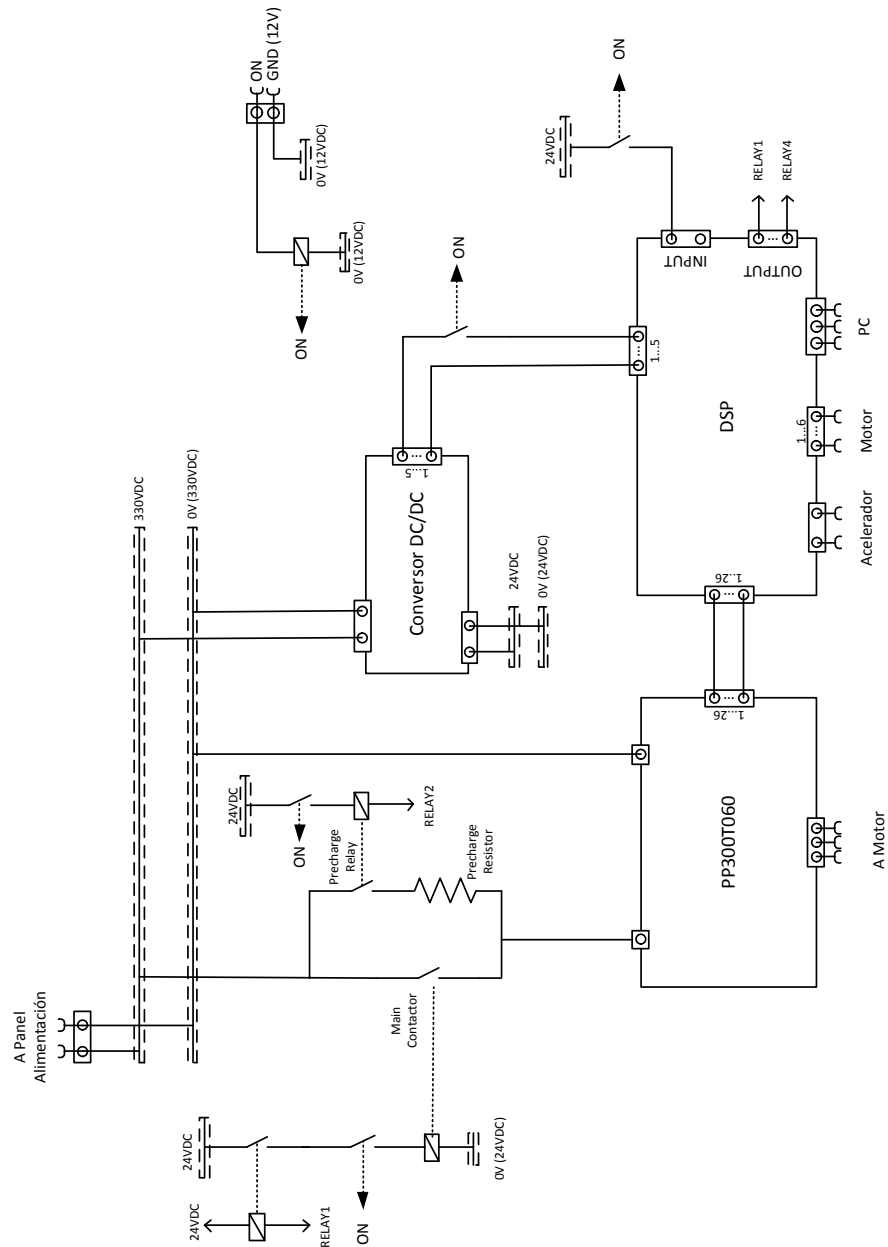 A Panel
Alimentación
330VDC
0V (330VDC)
ON
GND (12V)
0V (12VDC)
0V (12VDC)
ON
24VDC
24VDC
RELAY1
ON
0V (24VDC)
Main
Contactor
24VDC
ON
RELAY2
Precharge
Relay
Precharge
Resistor
Conversor DC/DC
1...5
24VDC
0V (24VDC)
ON
24VDC
ON
PP300T060
1...26
A Motor
DSP
1...26
1...5
INPUT
OUTPUT
RELAY1
RELAY4
Acelerador
1...6
Motor
PC